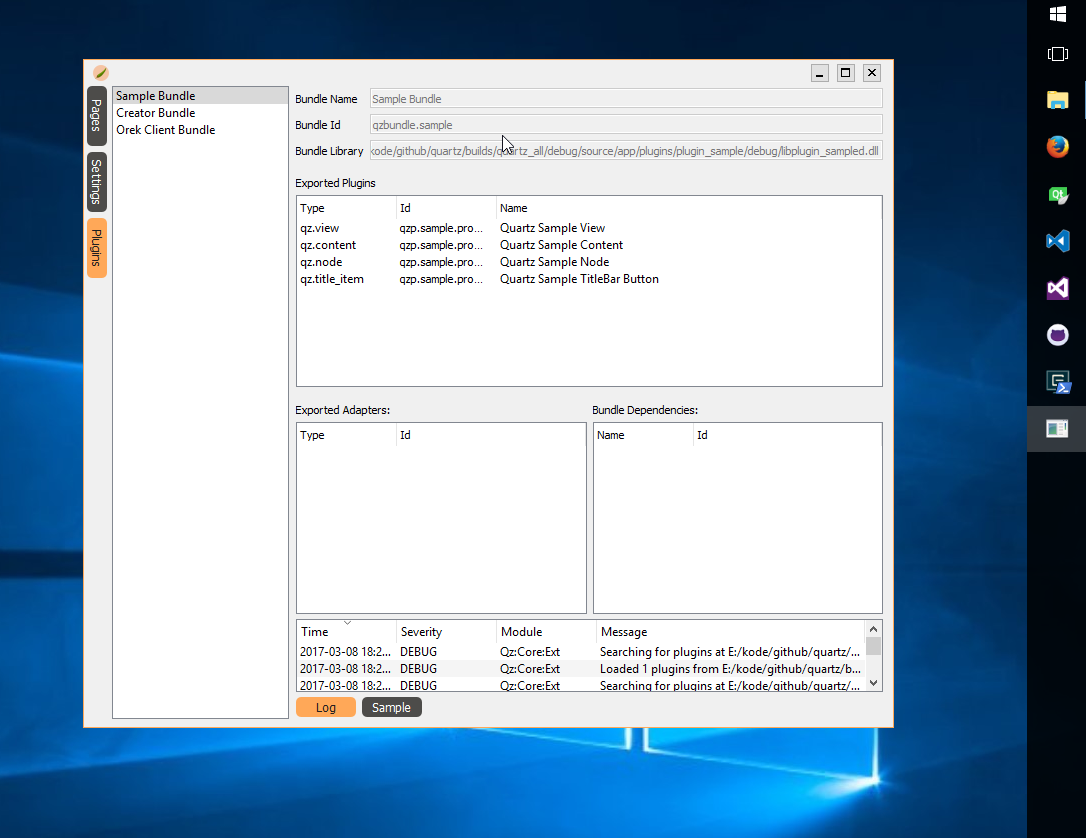 Pages
Settings
Plugins
Sample Bundle
Creator Bundle
Orek Client Bundle
Bundle Name Sample Bundle
Bundle Id qzbundle.sample
Bundle Library kode/github/quartz/builds/quartz_all/debug/source/app/plugins/plugin_sample/debug/libplugin_sampled.dll
Exported Plugins
Type Id Name
qz.view qzp.sample.pro... Quartz Sample View
qz.content qzp.sample.pro... Quartz Sample Content
qz.node qzp.sample.pro... Quartz Sample Node
qz.title_item qzp.sample.pro... Quartz Sample TitleBar Button
Exported Adapters: Bundle Dependencies:
Type Id Name Id
Time Severity Module Message
2017-03-08 18:2... DEBUG Qz:Core:Ext Searching for plugins at E:/kode/github/quartz/...
2017-03-08 18:2... DEBUG Qz:Core:Ext Loaded 1 plugins from E:/kode/github/quartz/b...
2017-03-08 18:2... DEBUG Qz:Core:Ext Searching for plugins at E:/kode/github/quartz/...
Log Sample
Qt